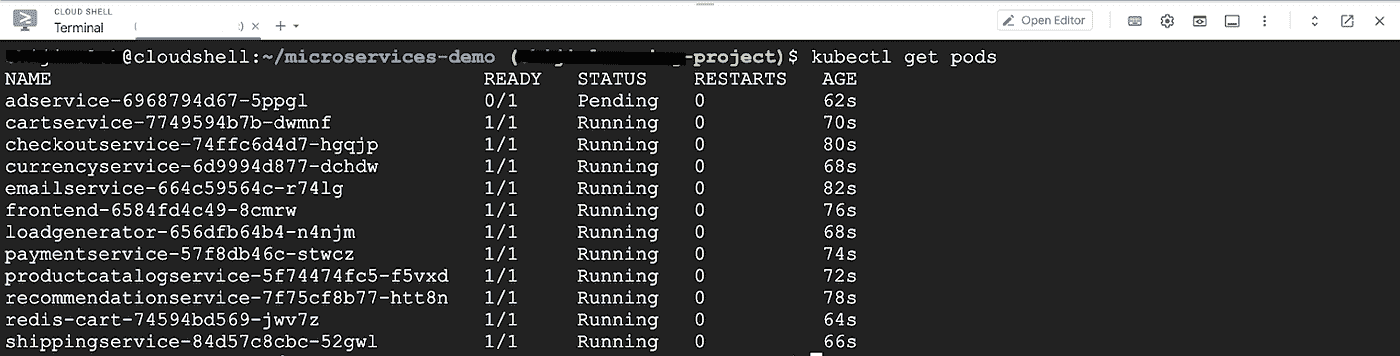 CLOUD SHELL
Terminal
Open Editor
@cloudshell:~/microservices-demo ( -project)$ kubectl get pods
NAME READY STATUS RESTARTS AGE
adservice-6968794d67-5ppgl 0/1 Pending 0 62s
cartservice-7749594b7b-dwmnf 1/1 Running 0 70s
checkoutservice-74ffc6d4d7-hgqjp 1/1 Running 0 80s
currencyservice-6d9994d877-dchdw 1/1 Running 0 68s
emailservice-664c59564c-r74lg 1/1 Running 0 82s
frontend-6584fd4c49-8cmrw 1/1 Running 0 76s
loadgenerator-656dfb64b4-n4njm 1/1 Running 0 68s
paymentservice-57f8db46c-stwcz 1/1 Running 0 74s
productcatalogservice-5f74474fc5-f5vxd 1/1 Running 0 72s
recommendationservice-7f75cf8b77-htt8n 1/1 Running 0 78s
redis-cart-74594bd569-jwv7z 1/1 Running 0 64s
shippingservice-84d57c8cbc-52gwl 1/1 Running 0 66s